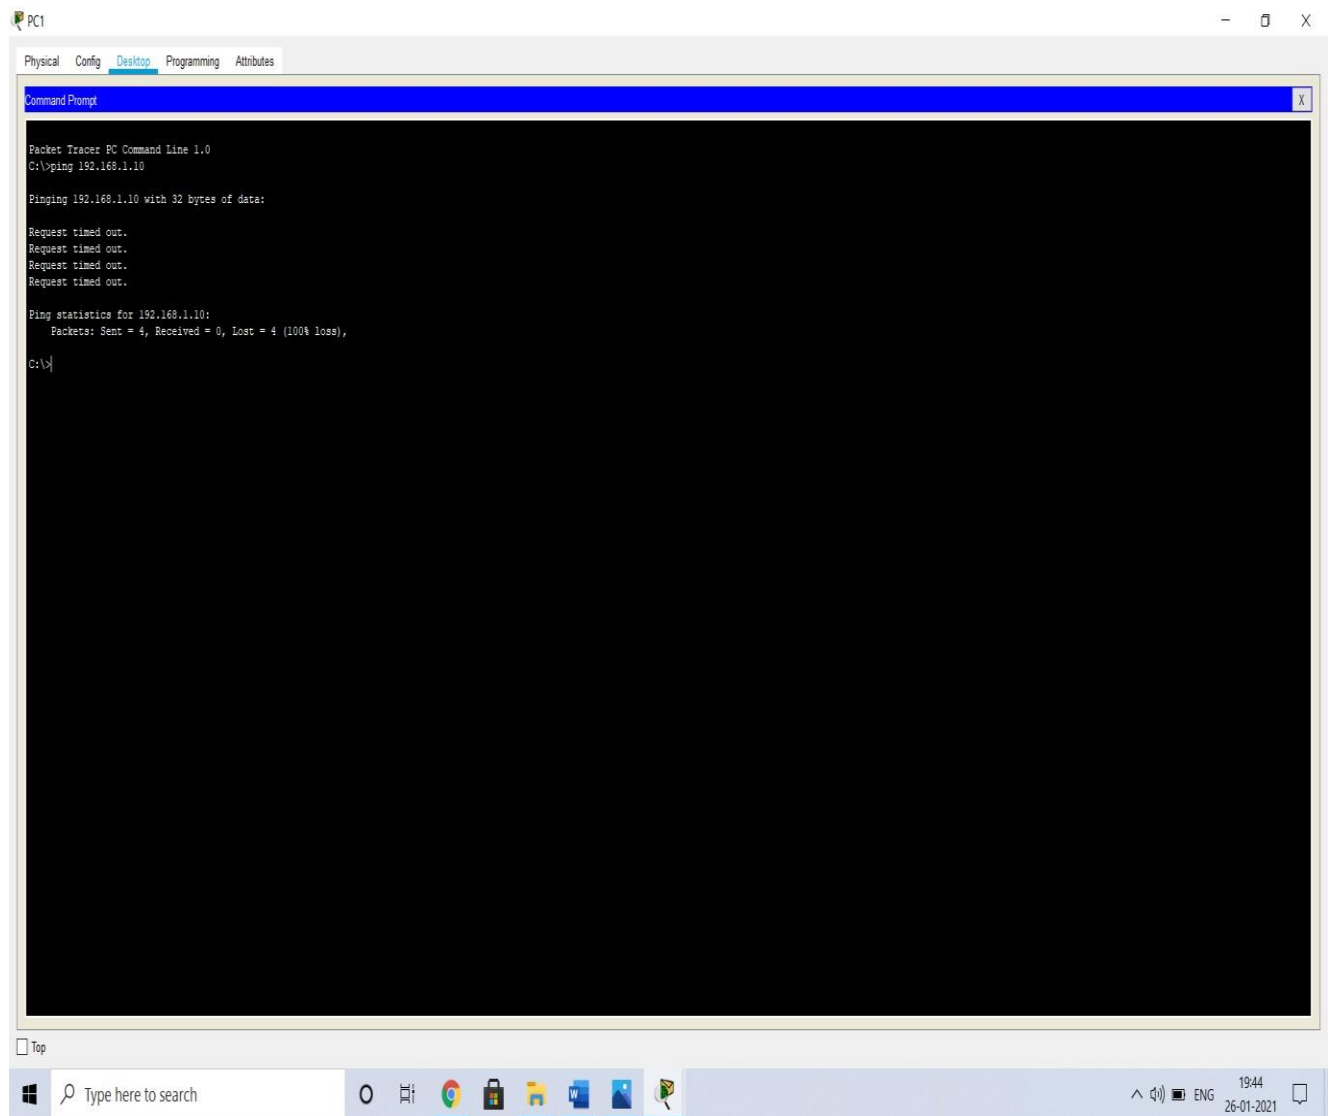 PC1
Physical Config Desktop Programming Attributes
Command Prompt
X
Packet Tracer PC Command Line 1.0
C:\>ping 192.168.1.10
Pinging 192.168.1.10 with 32 bytes of data:
Request timed out.
Request timed out.
Request timed out.
Request timed out.
Ping statistics for 192.168.1.10:
Packets: Sent = 4, Received = 0, Lost = 4 (100% loss),
C:\>
Top
Type here to search
ENG
19:44
26-01-2021